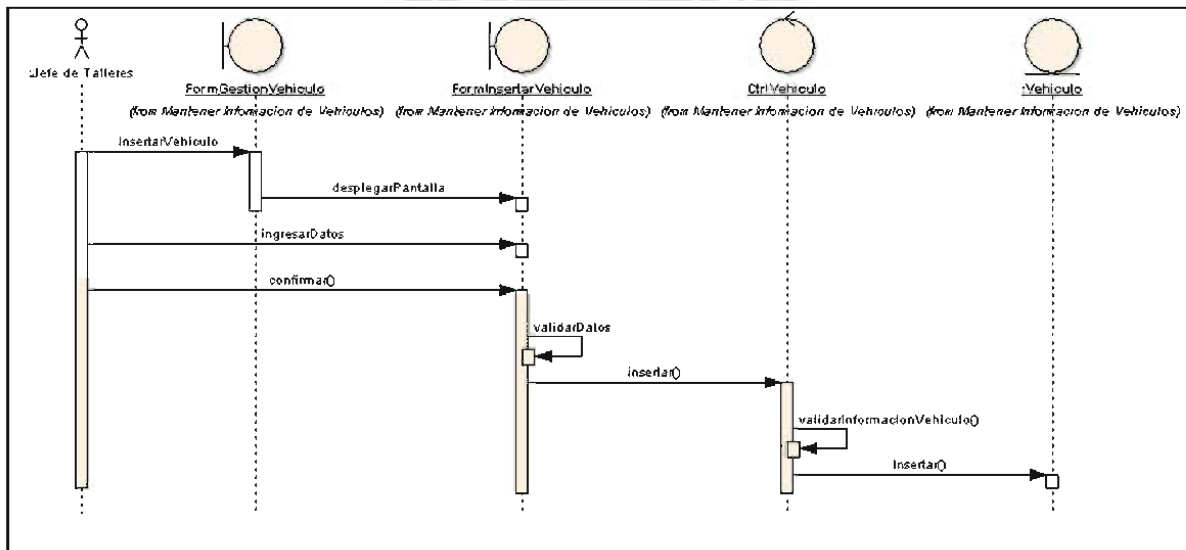 :Jefe de Talleres
FormGestionVehiculo
(from Mantener Informacion de Vehiculos)
FormInsertarVehiculo
(from Mantener Informacion de Vehiculos)
CtrlVehiculo
(from Mantener Informacion de Vehiculos)
:Vehiculo
(from Mantener Informacion de Vehiculos)
InsertarVehiculo
desplegarPantalla
ingresarDatos
confirmar()
validarDatos
insertar()
validarInformacionVehiculo()
insertar()